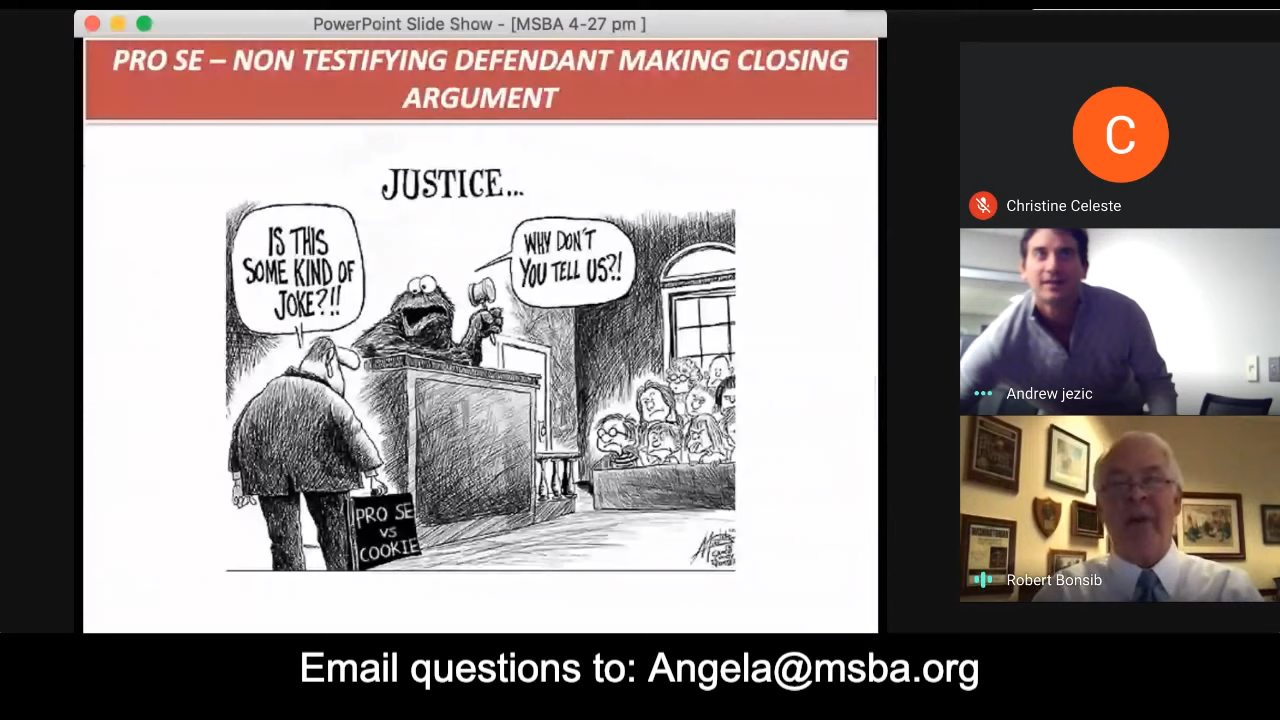 PowerPoint Slide Show - [MSBA 4-27 pm ]
PRO SE – NON TESTIFYING DEFENDANT MAKING CLOSING
ARGUMENT
JUSTICE...
IS THIS
SOME KIND OF
JOKE?!!
WHY DON'T
YOU TELL US?!
PRO SE
VS
COOKIE
C
Christine Celeste
Andrew jezic
Robert Bonsib
Email questions to: Angela@msba.org